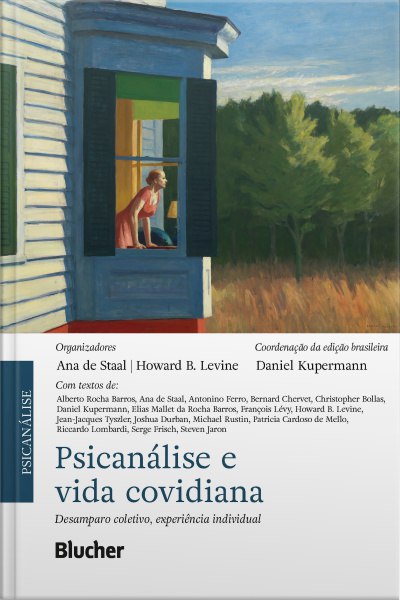 Organizadores
Coordenação da edição brasileira
Ana de Staal | Howard B. Levine
Daniel Kupermann
Com textos de:
Alberto Rocha Barros, Ana de Staal, Antonino Ferro, Bernard Chervet, Christopher Bollas,
Daniel Kupermann, Elias Mallet da Rocha Barros, François Lévy, Howard B. Levine,
Jean-Jacques Tyszler, Joshua Durban, Michael Rustin, Patricia Cardoso de Mello,
Riccardo Lombardi, Serge Frisch, Steven Jaron
PSICANÁLISE
Psicanálise e
vida covidiana
Desamparo coletivo, experiência individual
Blucher